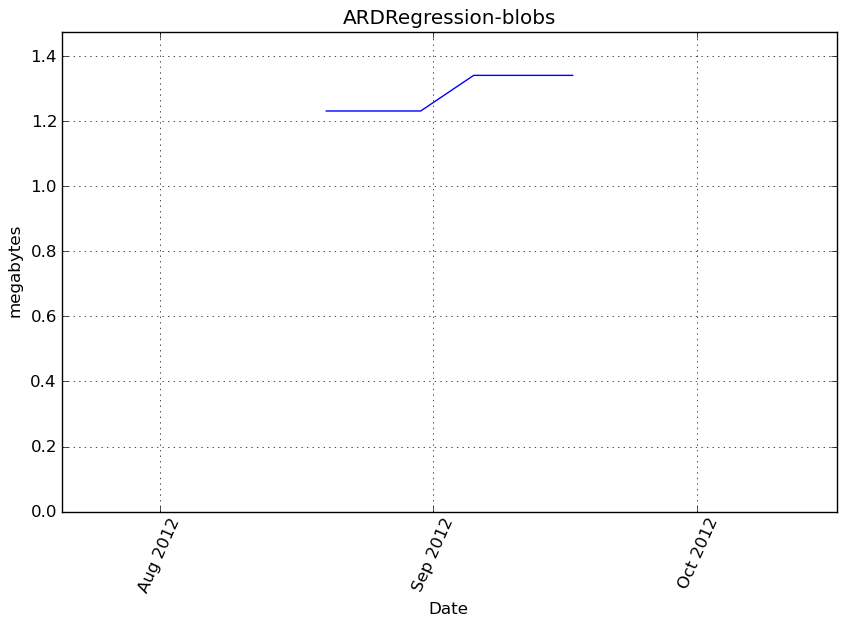 ARDRegression-blobs
1.4
1.2
1.0
0.8
0.6
0.4
0.2
0.0
megabytes
Aug 2012
Sep 2012
Oct 2012
Date